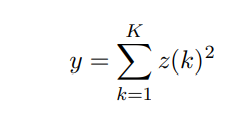 y = \sum_{k=1}^{K} z(k)^2